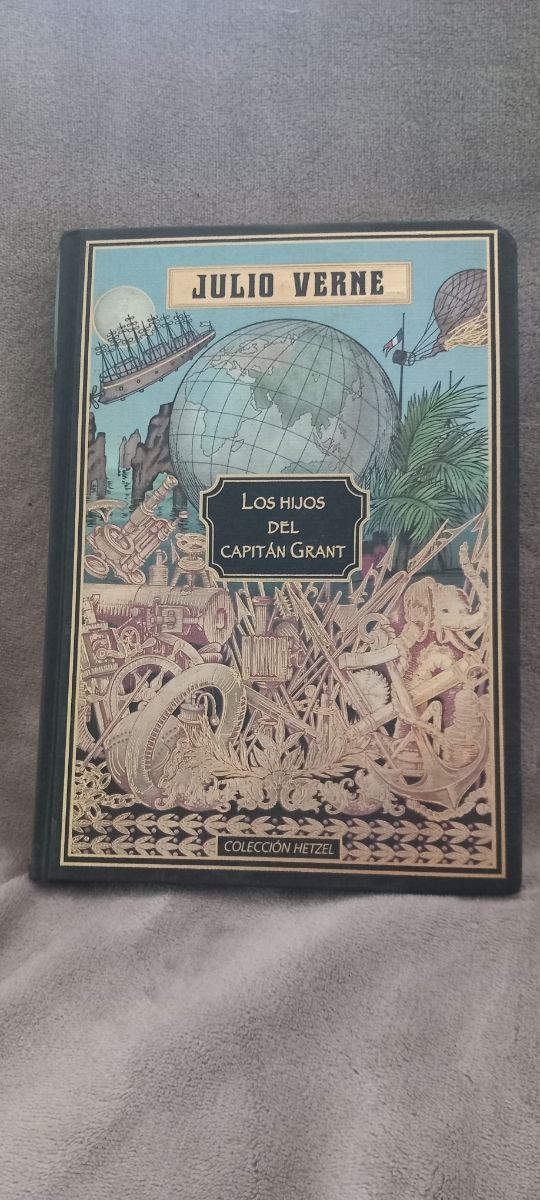 JULIO VERNE
LOS HIJOS
DEL
CAPITÁN GRANT
COLECCIÓN HETZEL